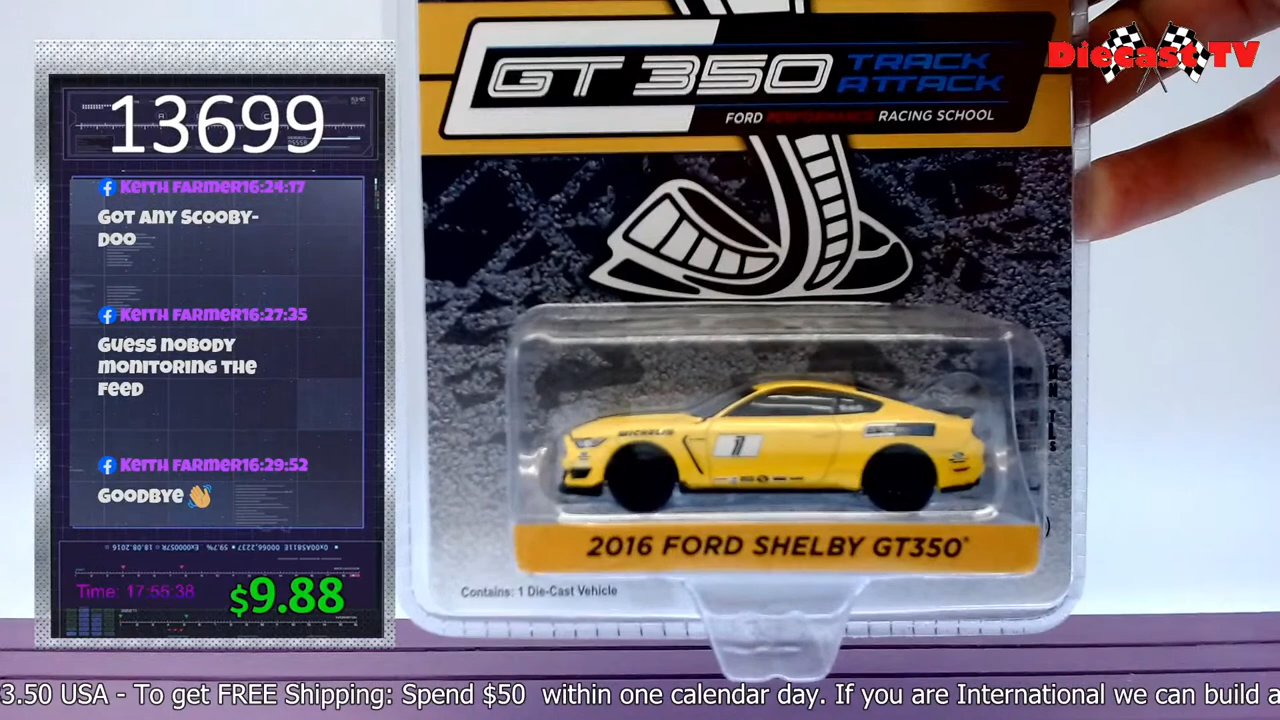 13699
Keith Farmer16:24:17
Got any Scooby-
Doo
Keith Farmer16:27:35
Guess nobody
monitoring the
feed
Keith Farmer16:29:52
Goodbye 👋
Time: 17:55:38
$9.88
GT 350 TRACK
ATTACK
FORD PERFORMANCE RACING SCHOOL
Diecast TV
MICHELIN
1
2016 FORD SHELBY GT350®
Contains: 1 Die-Cast Vehicle
3.50 USA - To get FREE Shipping: Spend $50 within one calendar day. If you are International we can build a